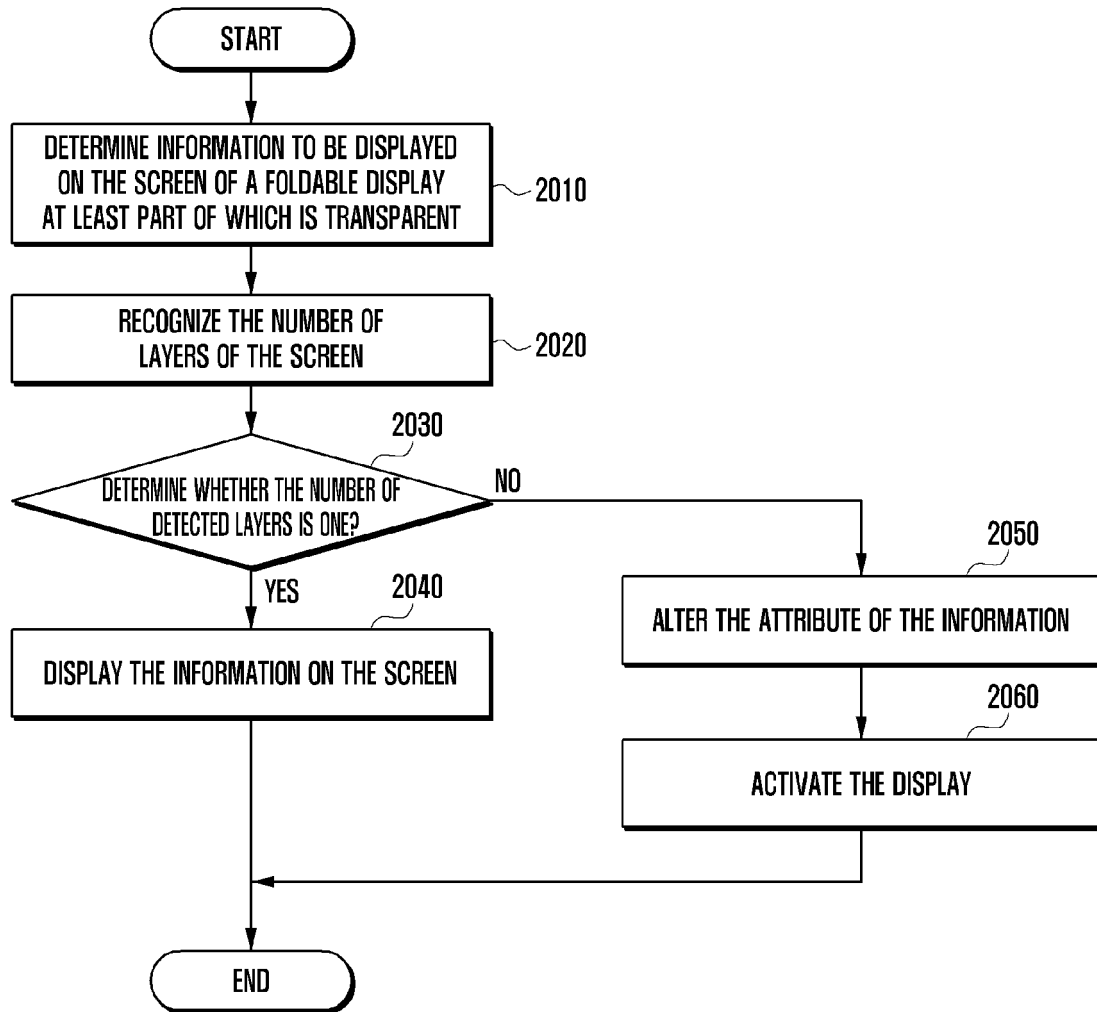 START
DETERMINE INFORMATION TO BE DISPLAYED
ON THE SCREEN OF A FOLDABLE DISPLAY
AT LEAST PART OF WHICH IS TRANSPARENT
2010
RECOGNIZE THE NUMBER OF
LAYERS OF THE SCREEN
2020
2030
DETERMINE WHETHER THE NUMBER OF
DETECTED LAYERS IS ONE?
NO
YES
2040
DISPLAY THE INFORMATION ON THE SCREEN
2050
ALTER THE ATTRIBUTE OF THE INFORMATION
2060
ACTIVATE THE DISPLAY
END